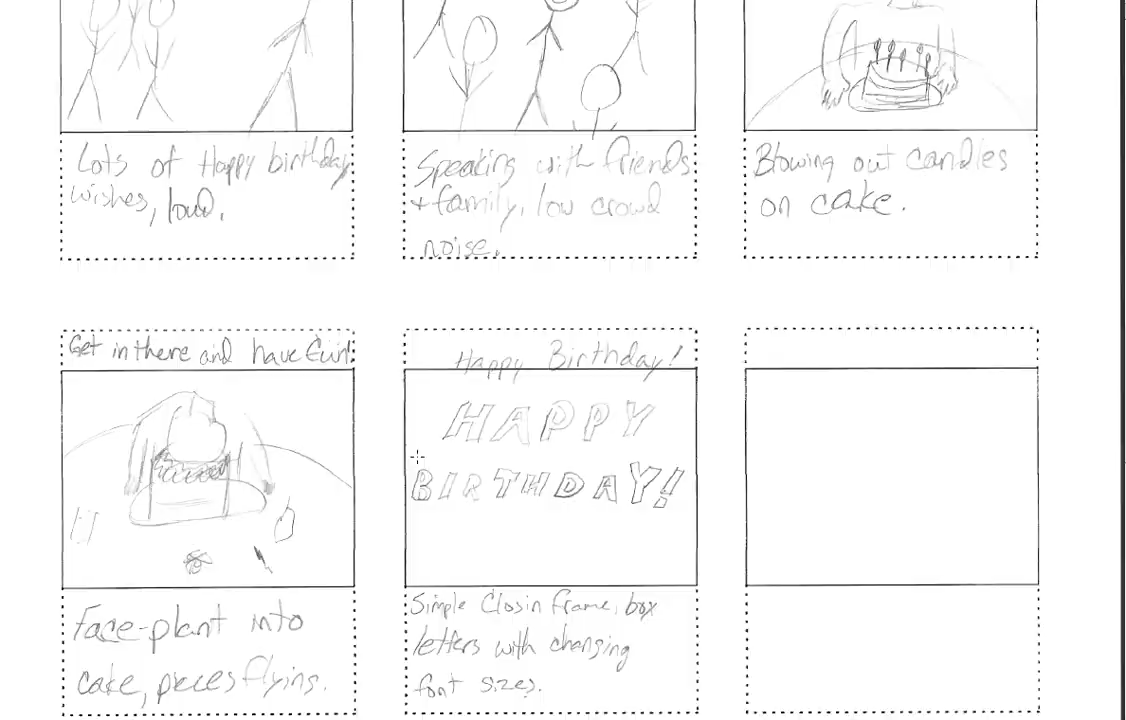 Lots of Happy birthday
wishes, loud.
Speaking with friends
+ family, low crowd
noise.
Blowing out candles
on cake.
Get in there and have fun!
Happy Birthday!
HAPPY
BIRTHDAY!
Face-plant into
cake, pieces flying.
Simple Closin frame, box
letters with changing
font sizes.